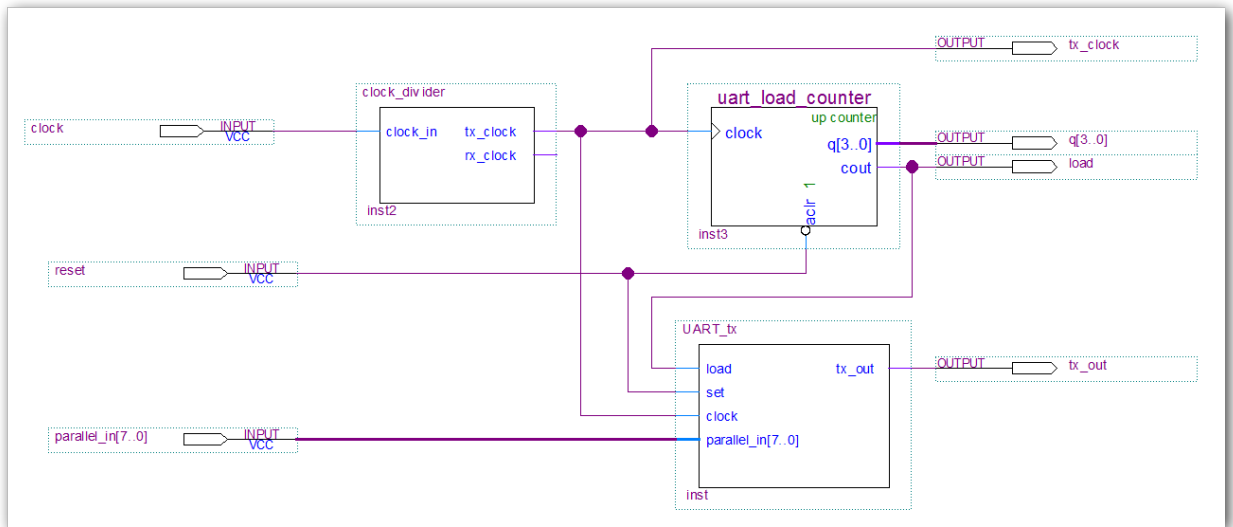 OUTPUT tx_clock
clock_divider
uart_load_counter
up counter
clock INPUT
VCC
clock_in tx_clock
rx_clock
clock
q[3..0]
cout
OUTPUT q[3..0]
OUTPUT load
aclr 1
inst2
inst3
reset INPUT
VCC
UART_tx
load tx_out
set
clock
parallel_in[7..0]
OUTPUT tx_out
parallel_in[7..0] INPUT
VCC
inst